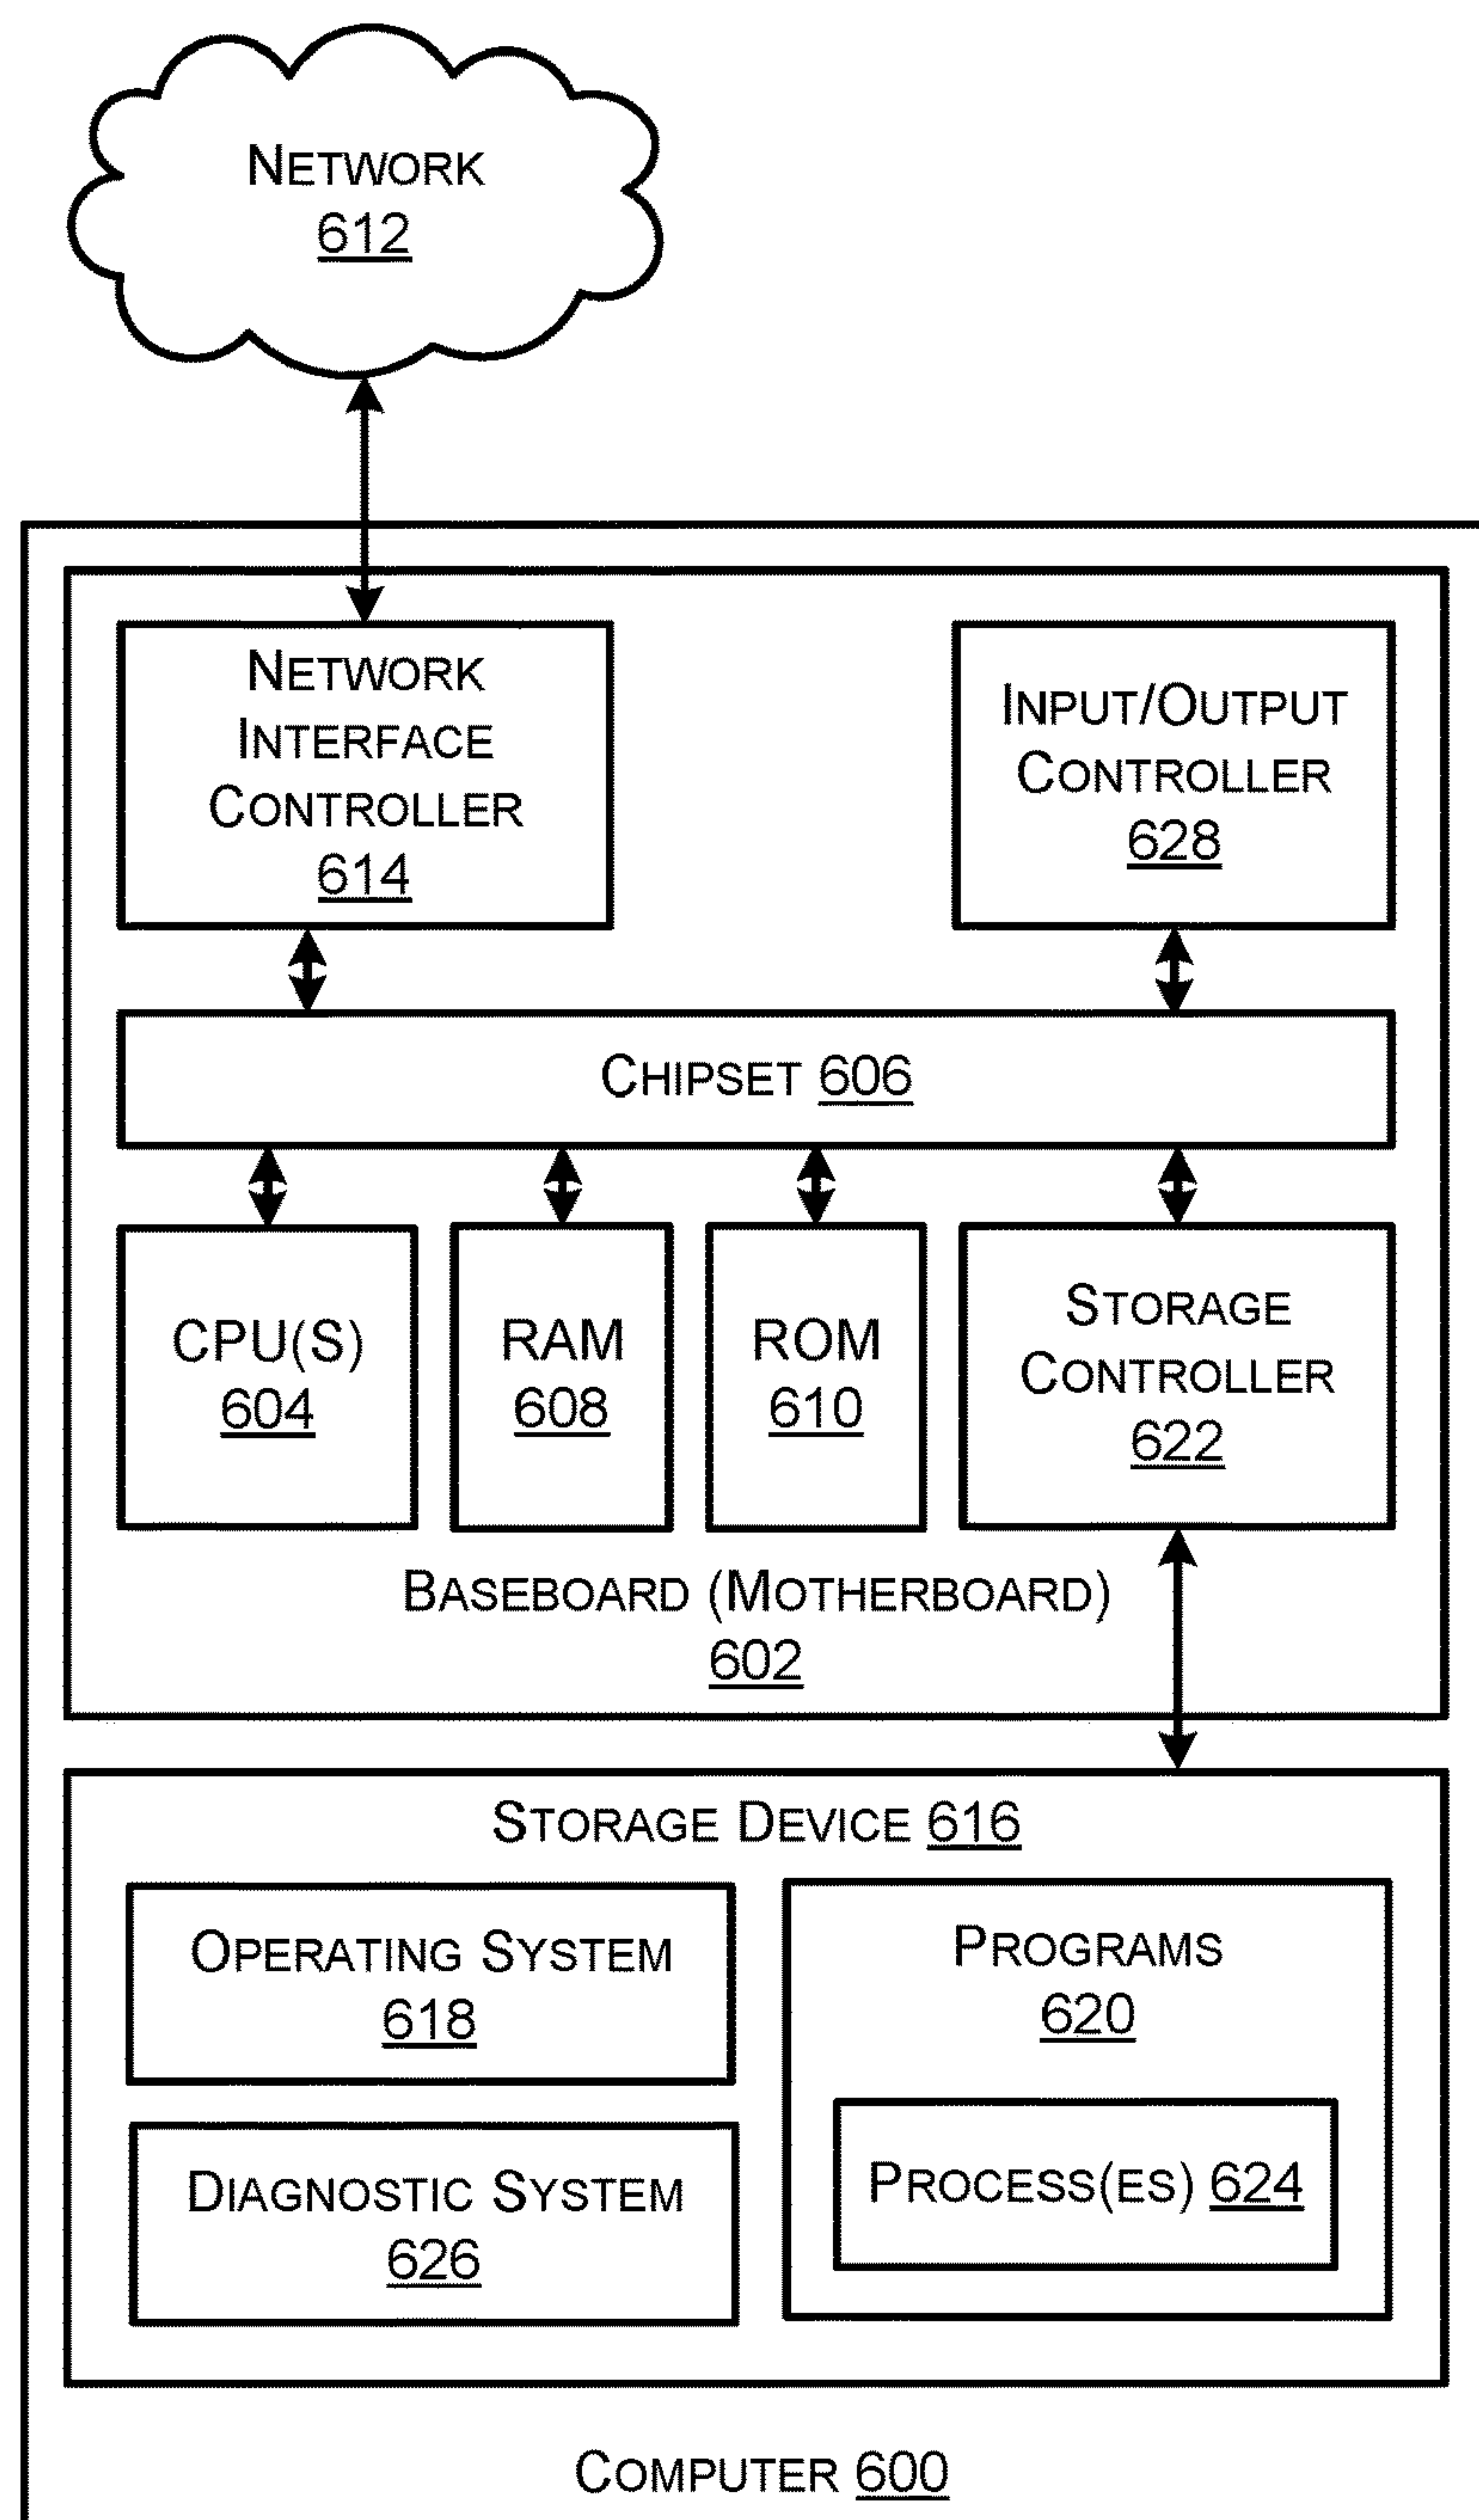 NETWORK
612
NETWORK
INTERFACE
CONTROLLER
614
INPUT/OUTPUT
CONTROLLER
628
CHIPSET 606
CPU(S)
604
RAM
608
ROM
610
STORAGE
CONTROLLER
622
BASEBOARD (MOTHERBOARD)
602
STORAGE DEVICE 616
OPERATING SYSTEM
618
DIAGNOSTIC SYSTEM
626
PROGRAMS
620
PROCESS(ES) 624
COMPUTER 600